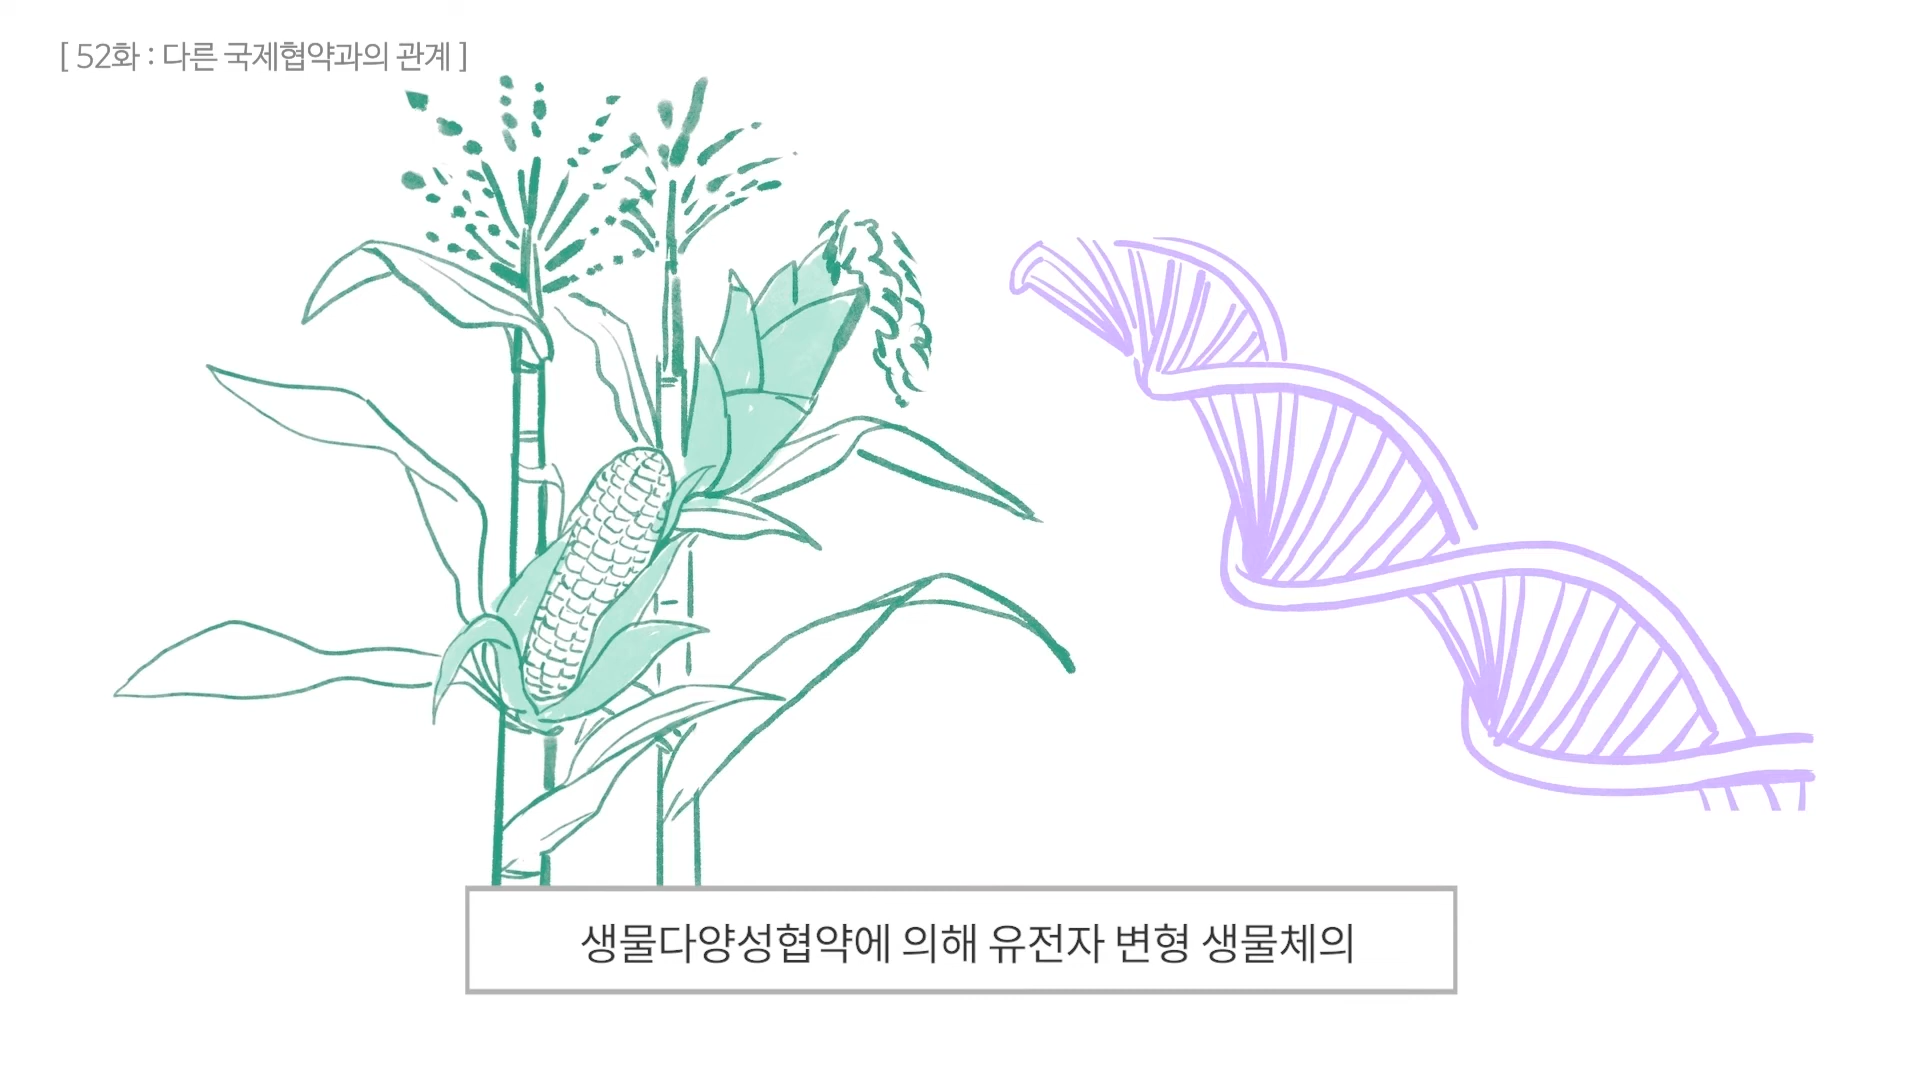 [ 52화 : 다른 국제협약과의 관계 ]
생물다양성협약에 의해 유전자 변형 생물체의